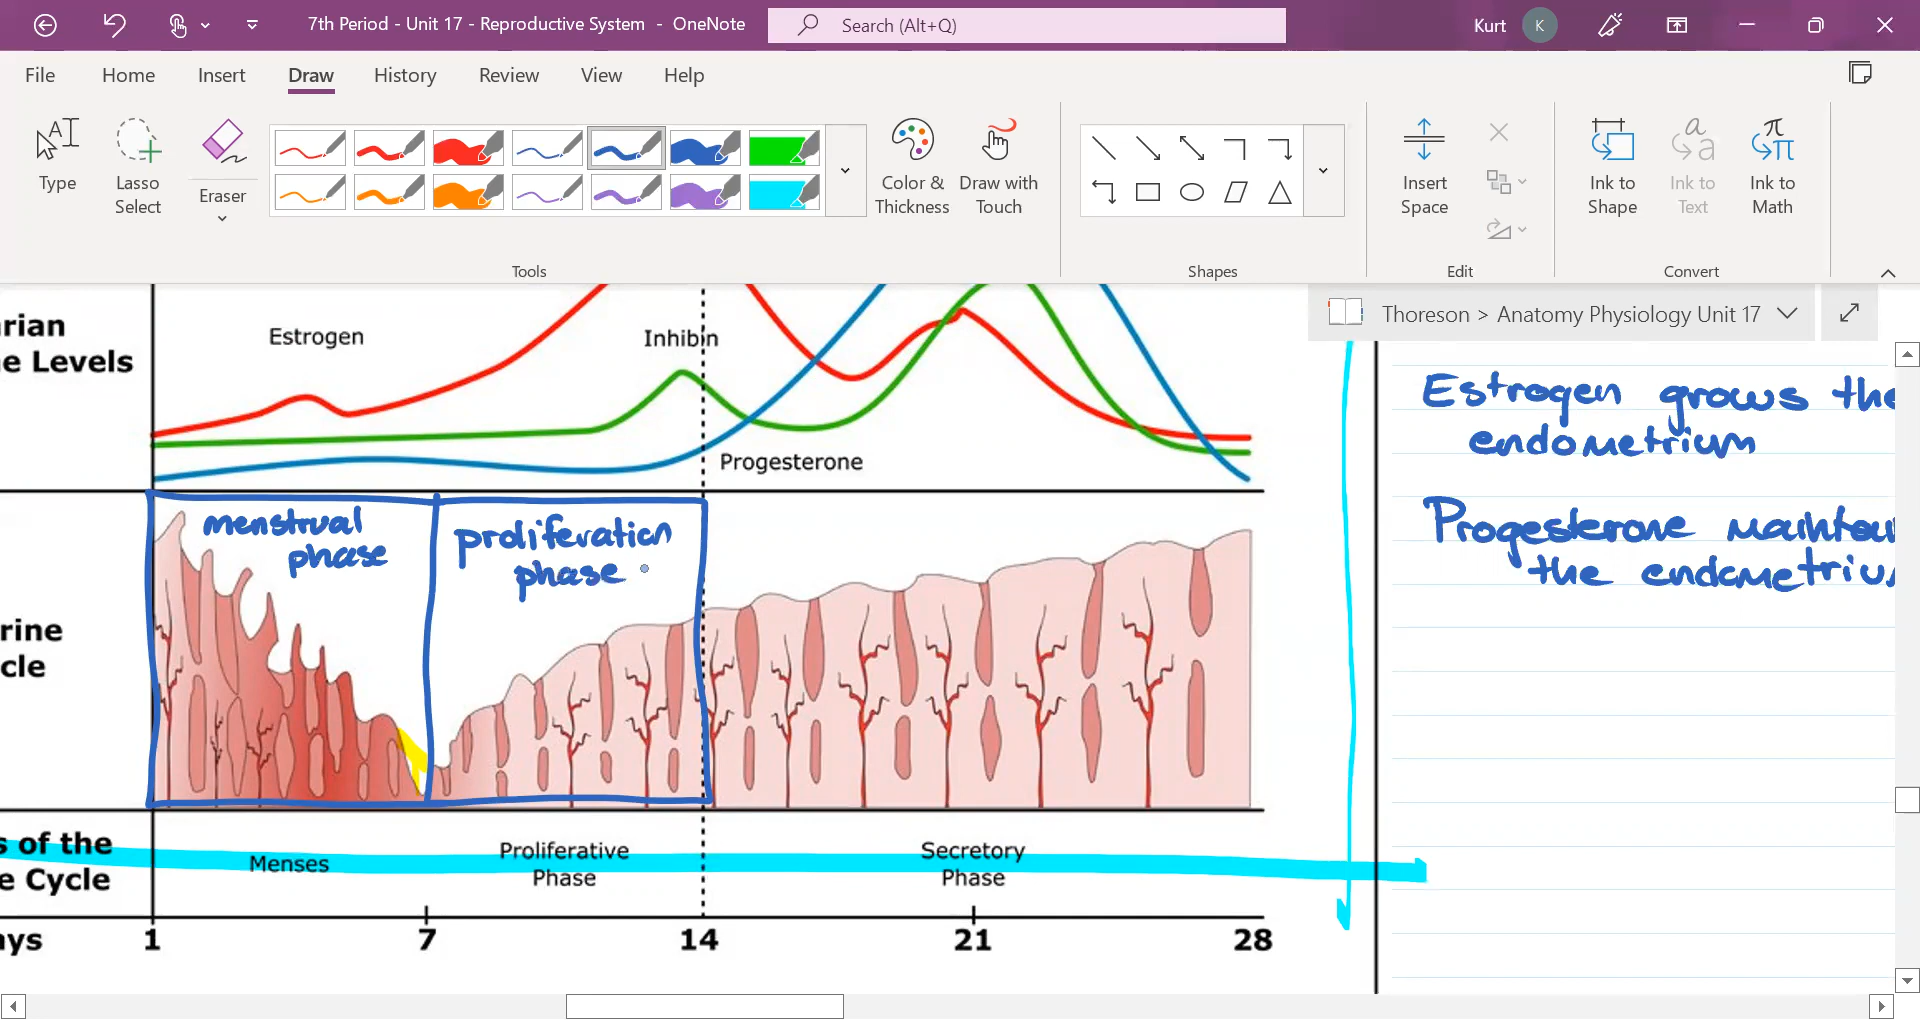 7th Period - Unit 17 - Reproductive System - OneNote
Search (Alt+Q)
Kurt
K
File
Home
Insert
Draw
History
Review
View
Help
Type
Lasso
Select
Eraser
Color &
Thickness
Draw with
Touch
Insert
Space
Ink to
Shape
Ink to
Text
Ink to
Math
Tools
Shapes
Edit
Convert
Thoreson > Anatomy Physiology Unit 17
rian
e Levels
Estrogen
Inhibin
Progesterone
Estrogen grows the
endometrium
Progesterone
the
menstrual
phase
proliferation
phase
rine
cle
s of the
e Cycle
Menses
Proliferative
Phase
Secretory
Phase
ays
1
7
14
21
28